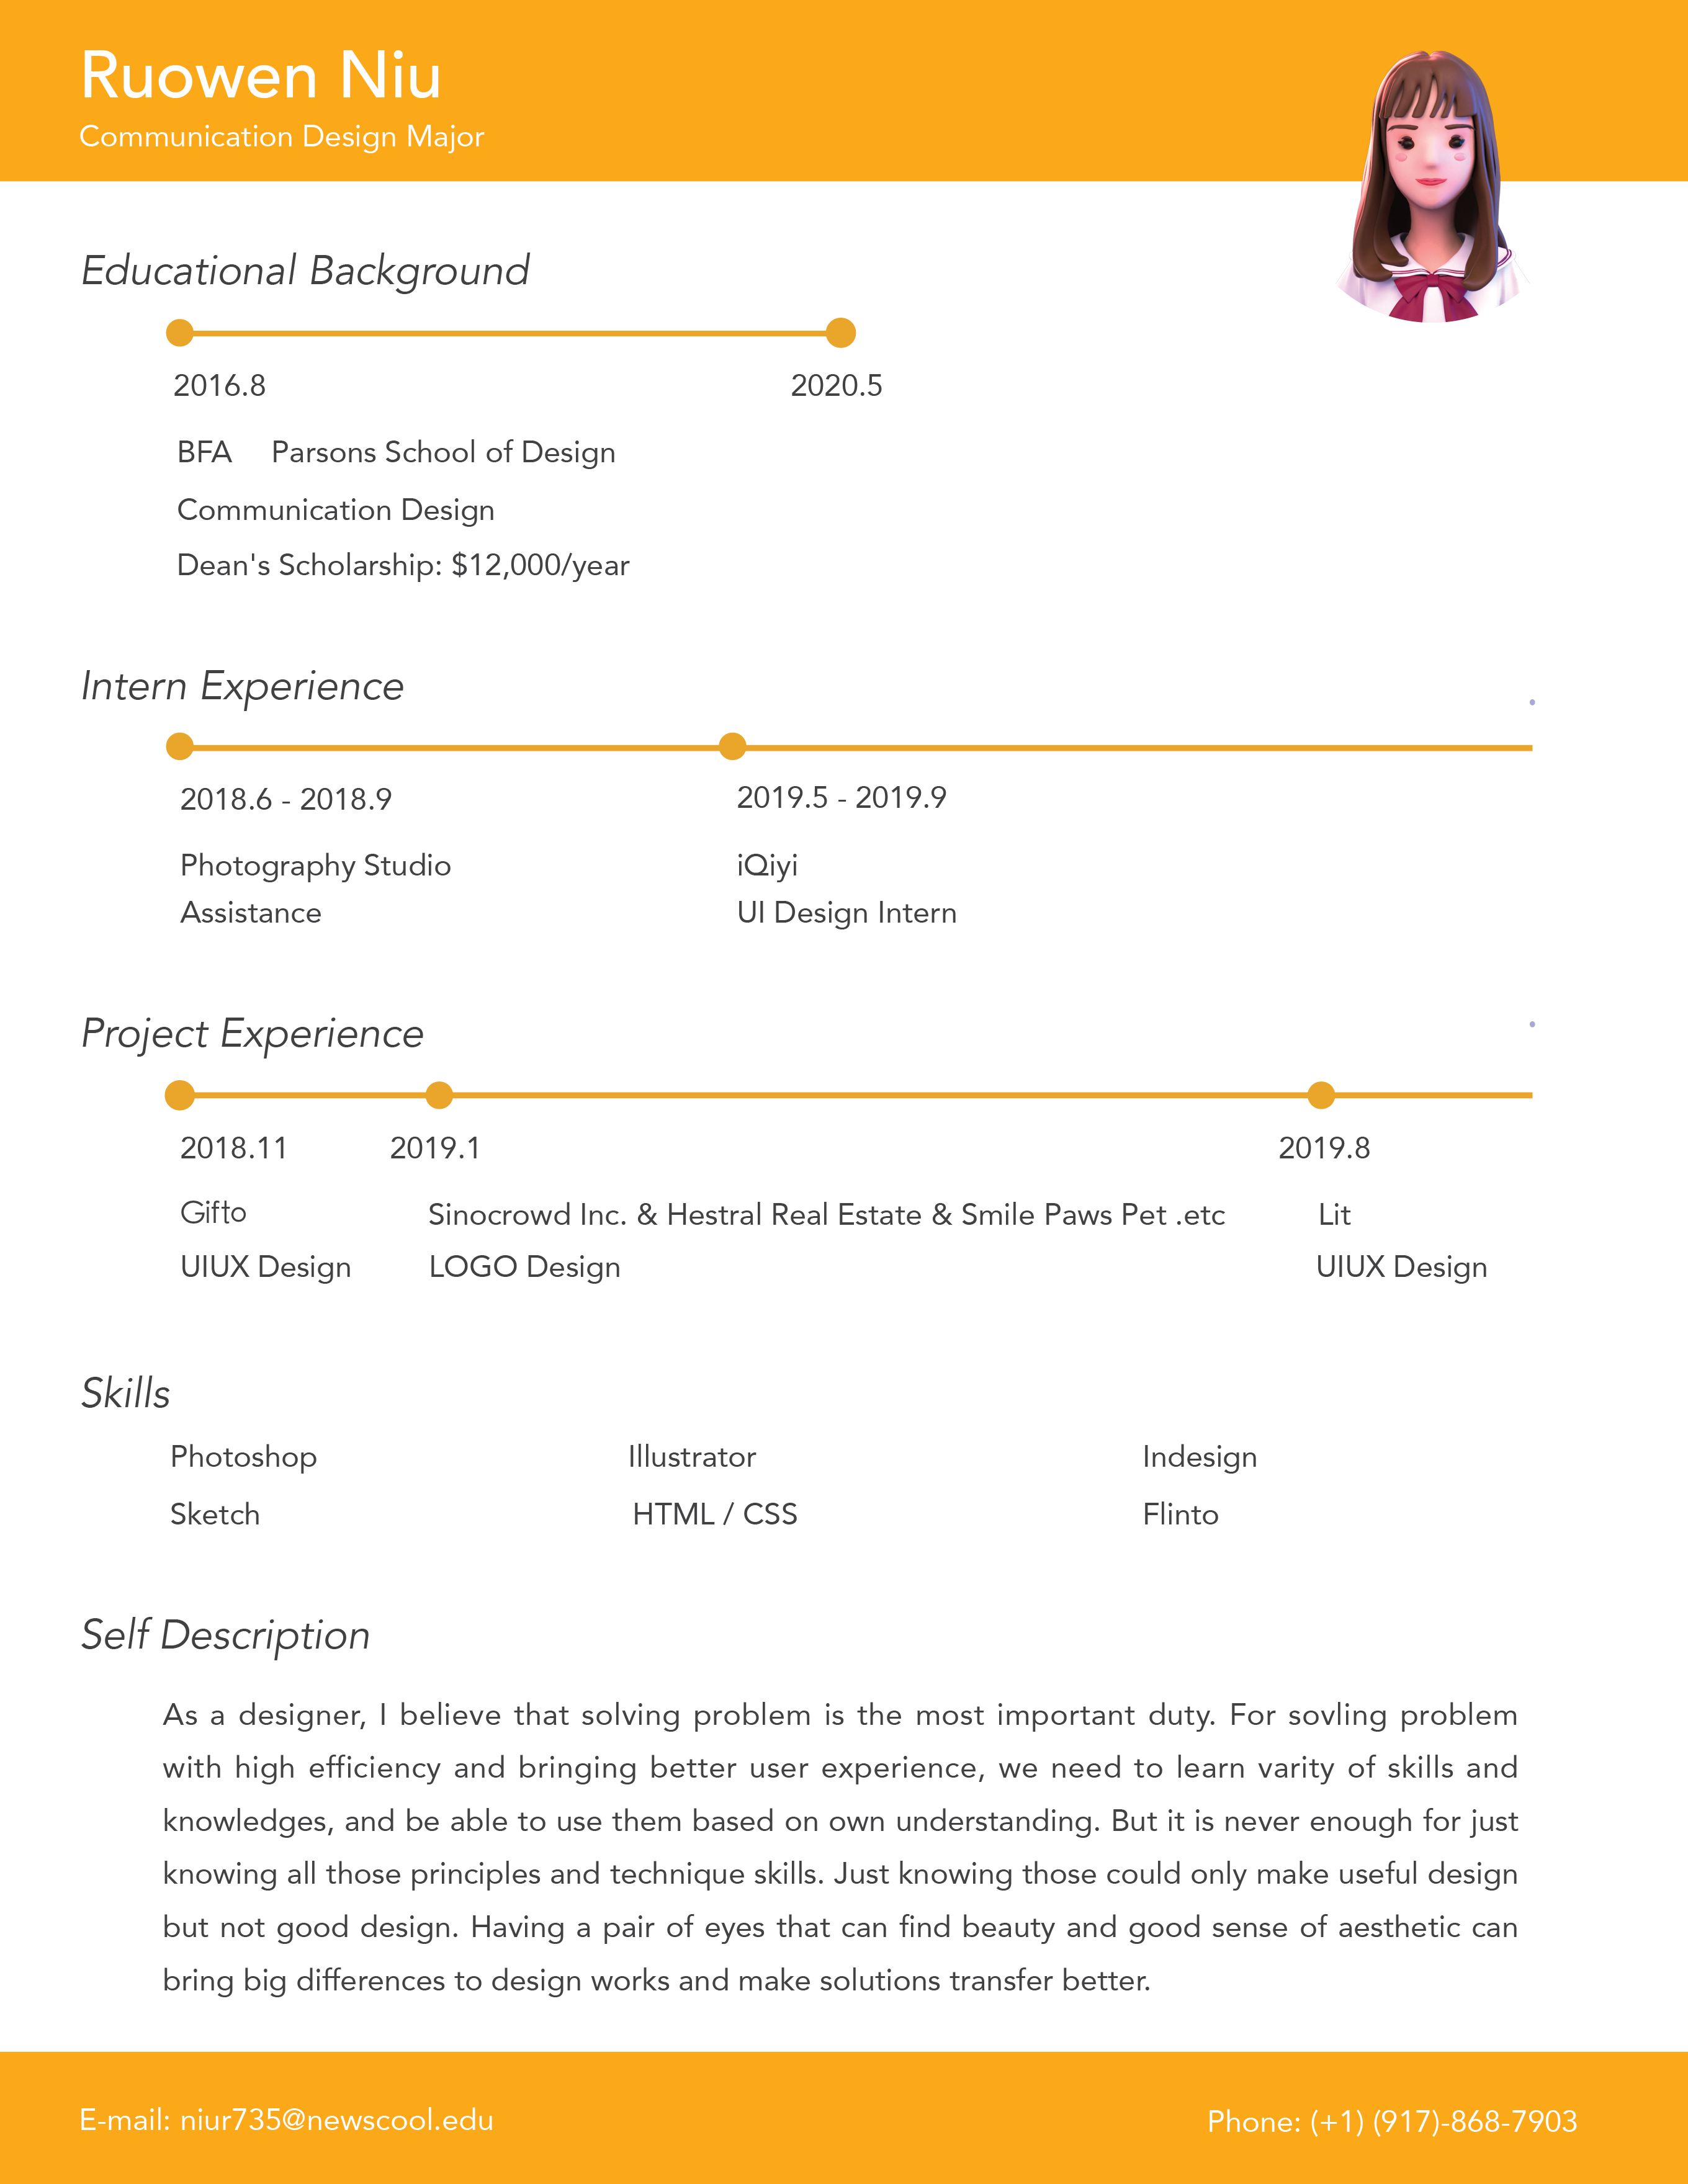 Ruowen Niu
Communication Design Major
Educational Background
2016.8 2020.5
BFA Parsons School of Design
Communication Design
Dean's Scholarship: $12,000/year
Intern Experience
2018.6 - 2018.9 2019.5 - 2019.9
Photography Studio iQiyi
Assistance UI Design Intern
Project Experience
2018.11 2019.1 2019.8
Gifto Sinocrowd Inc. & Hestral Real Estate & Smile Paws Pet .etc Lit
UIUX Design LOGO Design UIUX Design
Skills
Photoshop Illustrator Indesign
Sketch HTML / CSS Flinto
Self Description
As a designer, I believe that solving problem is the most important duty. For sovling problem
with high efficiency and bringing better user experience, we need to learn varity of skills and
knowledges, and be able to use them based on own understanding. But it is never enough for just
knowing all those principles and technique skills. Just knowing those could only make useful design
but not good design. Having a pair of eyes that can find beauty and good sense of aesthetic can
bring big differences to design works and make solutions transfer better.
E-mail: niur735@newscool.edu Phone: (+1) (917)-868-7903